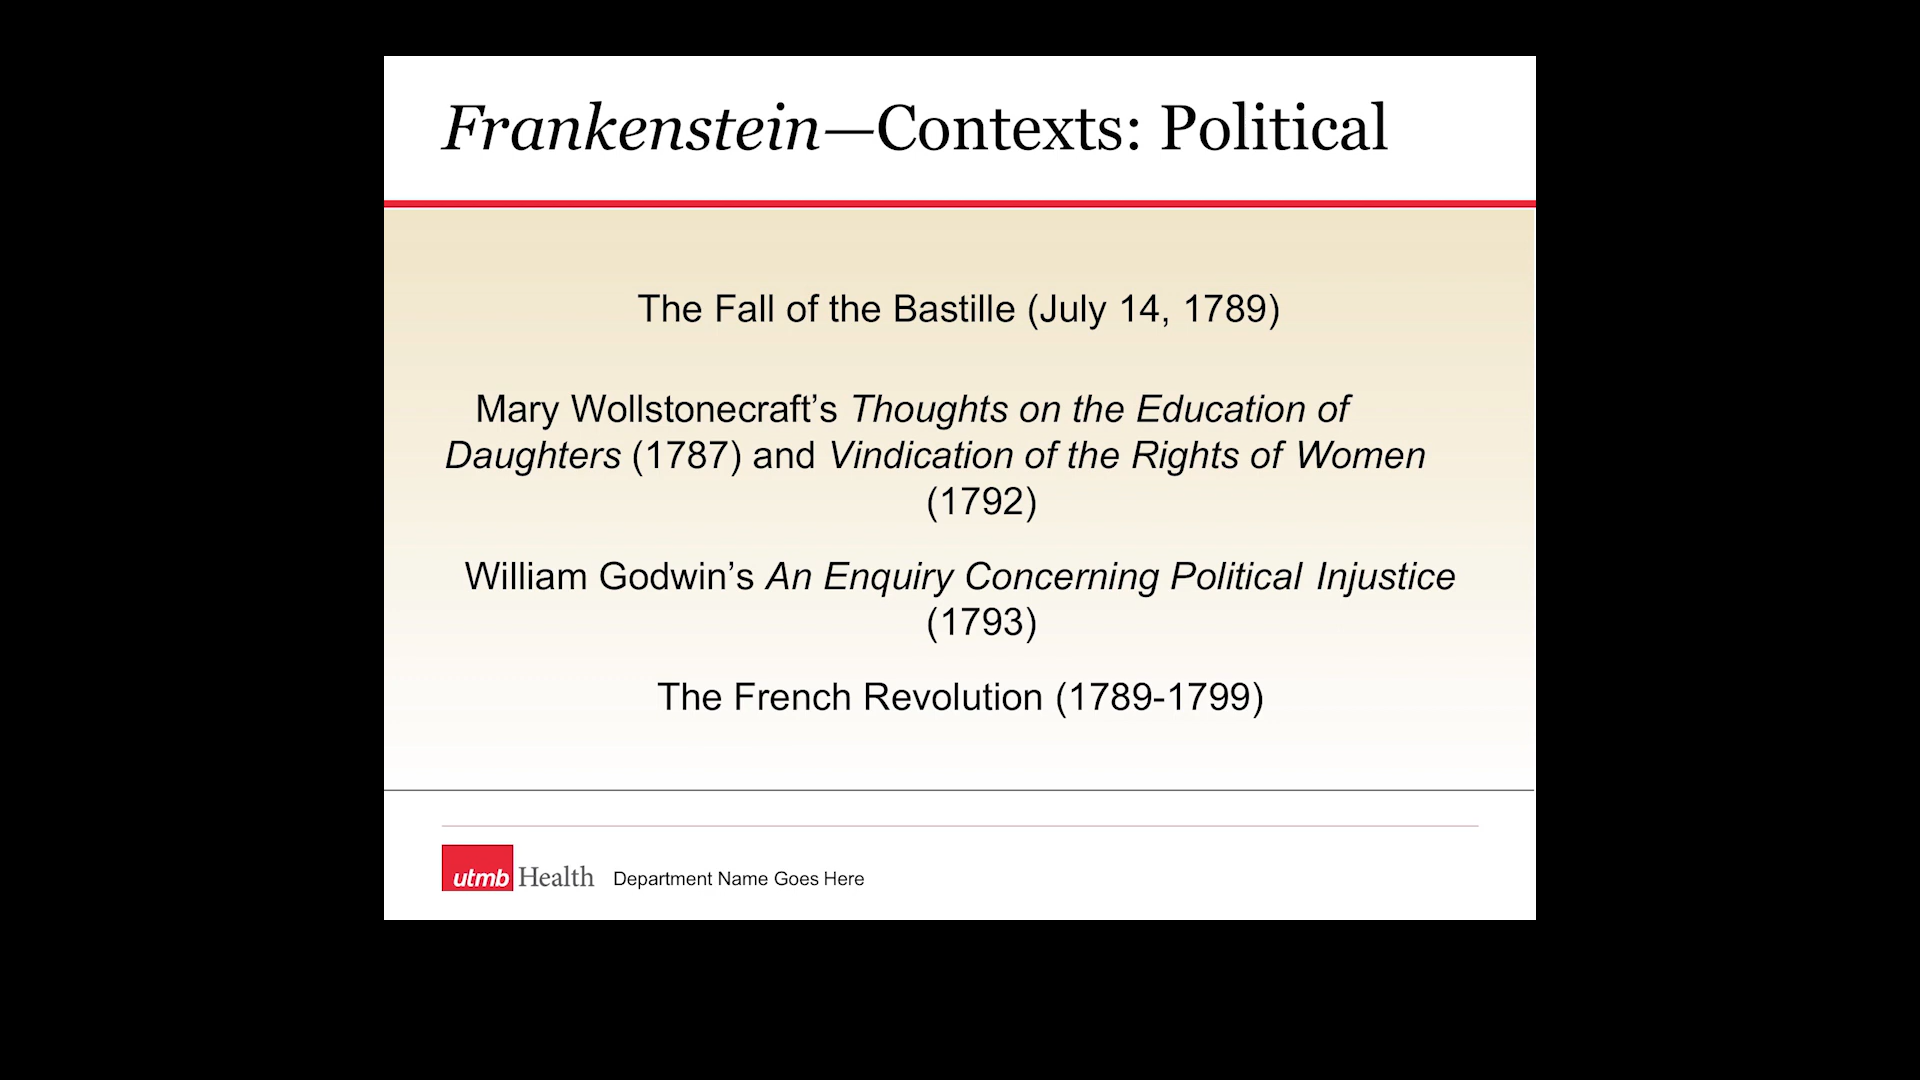 Frankenstein—Contexts: Political
The Fall of the Bastille (July 14, 1789)
Mary Wollstonecraft’s Thoughts on the Education of
Daughters (1787) and Vindication of the Rights of Women
(1792)
William Godwin’s An Enquiry Concerning Political Injustice
(1793)
The French Revolution (1789-1799)
utmb Health Department Name Goes Here